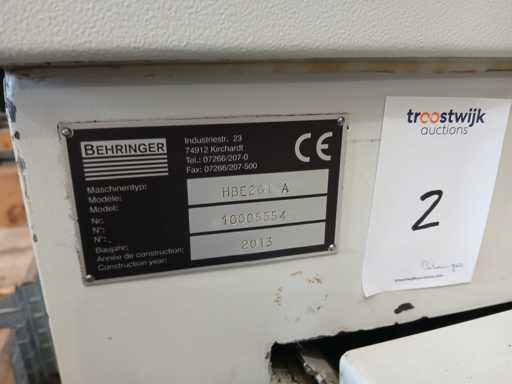 BEHRINGER
Industriestr. 23
74912 Kirchardt
Tel.: 07266/207-0
Fax: 07266/207-500
CE
Maschinentyp:
Modèle:
Model:
HBE261 A
Nr:
N°:
N°.:
10005554
Baujahr:
Année de construction:
Construction year:
2013
troostwijk
auctions
2